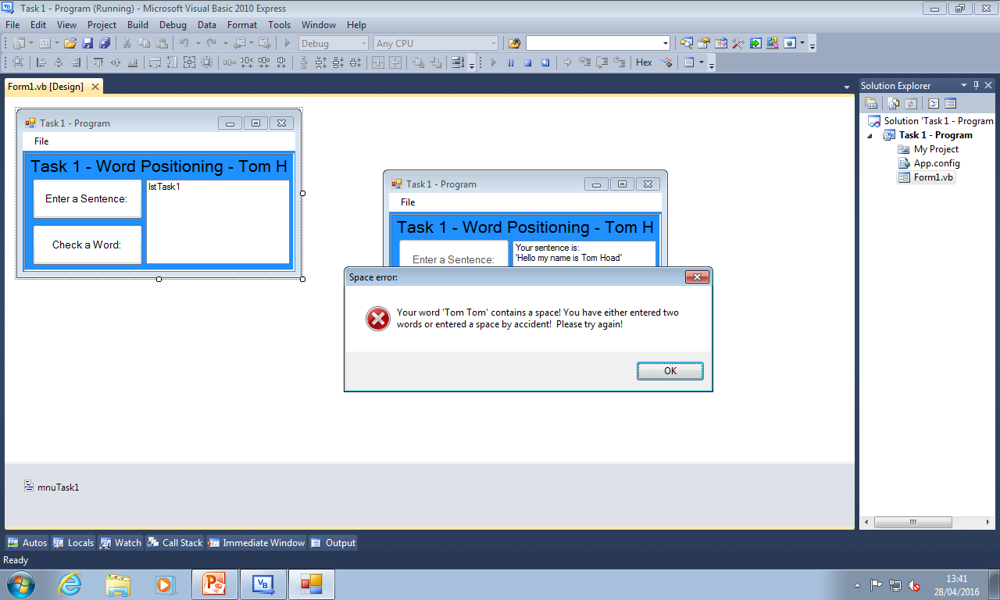 Task 1 - Program (Running) - Microsoft Visual Basic 2010 Express
File Edit View Project Build Debug Data Format Tools Window Help
Debug Any CPU
Hex
Form1.vb [Design]
Task 1 - Program
File
Task 1 - Word Positioning - Tom H
Enter a Sentence:
lstTask1
Check a Word:
Task 1 - Program
File
Task 1 - Word Positioning - Tom H
Enter a Sentence:
Your sentence is:
'Hello my name is Tom Hoad'
Space error:
Your word 'Tom Tom' contains a space! You have either entered two
words or entered a space by accident!  Please try again!
OK
mnuTask1
Solution Explorer
Solution 'Task 1 - Program
Task 1 - Program
My Project
App.config
Form1.vb
Autos Locals Watch Call Stack Immediate Window Output
Ready
13:41
28/04/2016